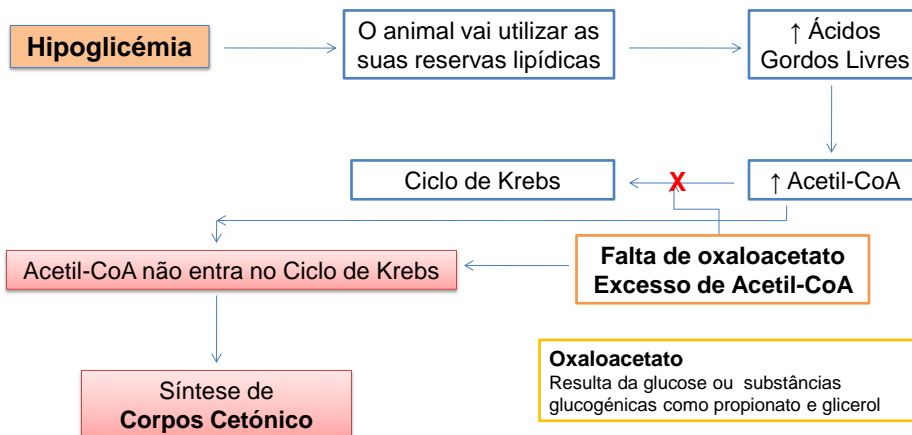 Hipoglicémia
O animal vai utilizar as
suas reservas lipídicas
↑ Ácidos
Gordos Livres
Ciclo de Krebs
X
↑ Acetil-CoA
Acetil-CoA não entra no Ciclo de Krebs
Falta de oxaloacetato
Excesso de Acetil-CoA
Síntese de
Corpos Cetónico
Oxaloacetato
Resulta da glucose ou substâncias
glucogénicas como propionato e glicerol